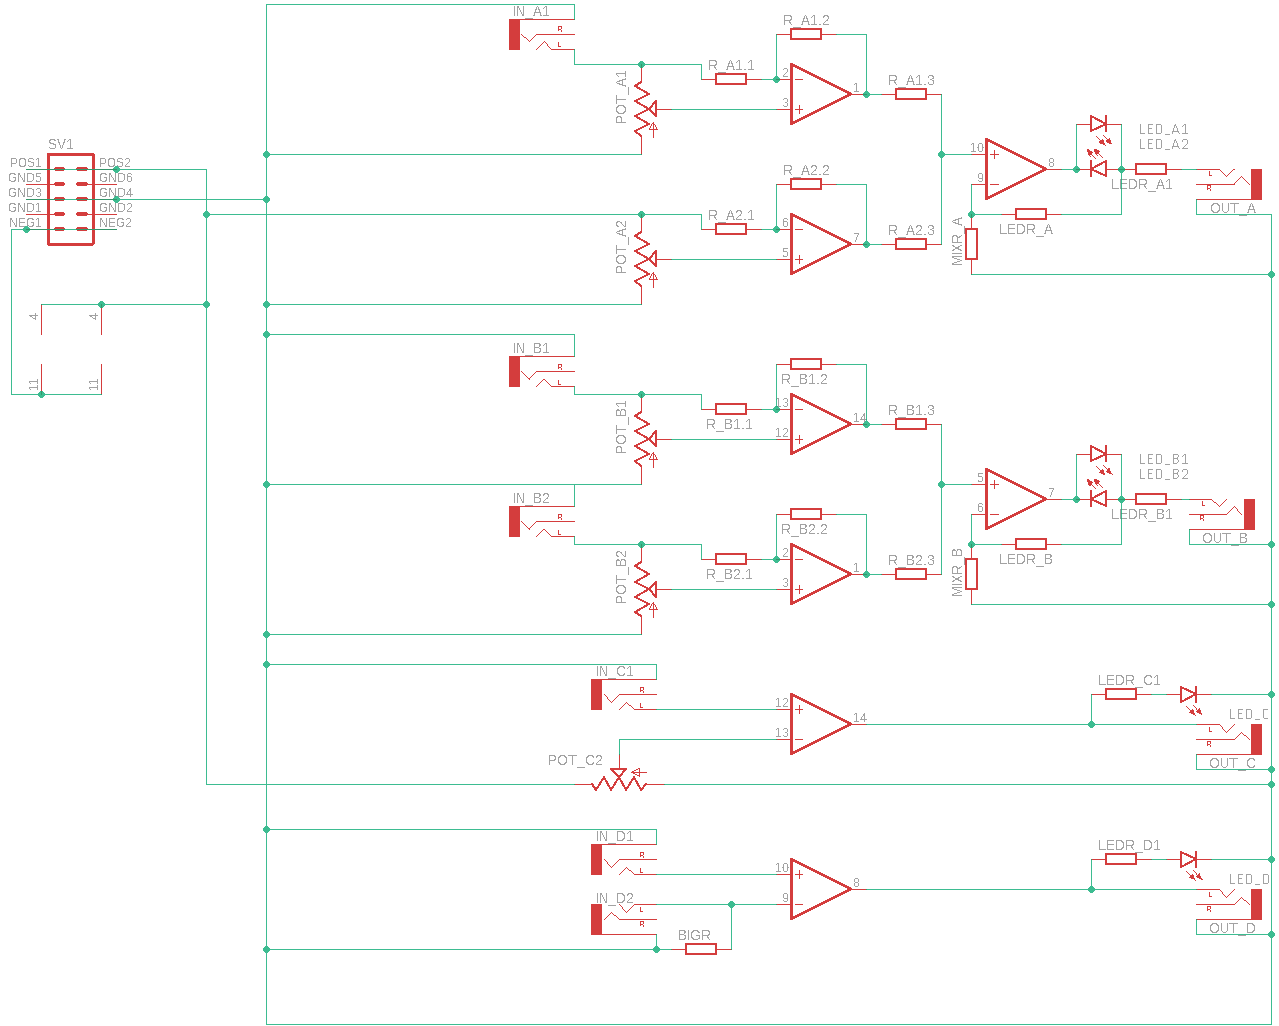 IN_A1
R
L
R_A1.2
R_A1.1
POT_A1
2
3
1
R_A1.3
SV1
POS1
POS2
GND5
GND6
GND3
GND4
GND1
GND2
NEG1
NEG2
10
9
8
LED_A1
LED_A2
LEDR_A1
L
R
OUT_A
LEDR_A
MIXR_A
R_A2.2
R_A2.1
POT_A2
6
5
7
R_A2.3
4
4
11
11
IN_B1
R
L
R_B1.2
R_B1.1
POT_B1
13
12
14
R_B1.3
IN_B2
R
L
R_B2.2
R_B2.1
POT_B2
2
3
1
R_B2.3
5
6
7
LED_B1
LED_B2
LEDR_B1
L
R
OUT_B
LEDR_B
MIXR_B
IN_C1
R
L
12
13
14
POT_C2
LEDR_C1
LED_C
L
R
OUT_C
IN_D1
R
L
10
9
8
IN_D2
L
R
BIGR
LEDR_D1
LED_D
L
R
OUT_D